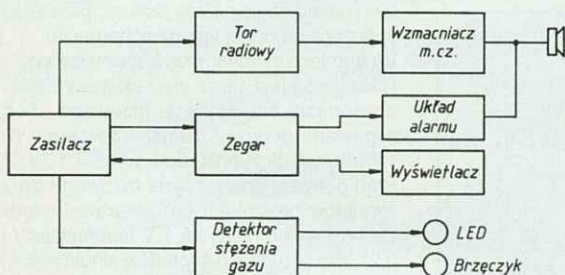 Tor
radiowy
Wzmacniacz
m.cz.
Układ
alarmu
Zasilacz
Zegar
Wyświetlacz
Detektor
stężenia
gazu
LED
Brzęczyk